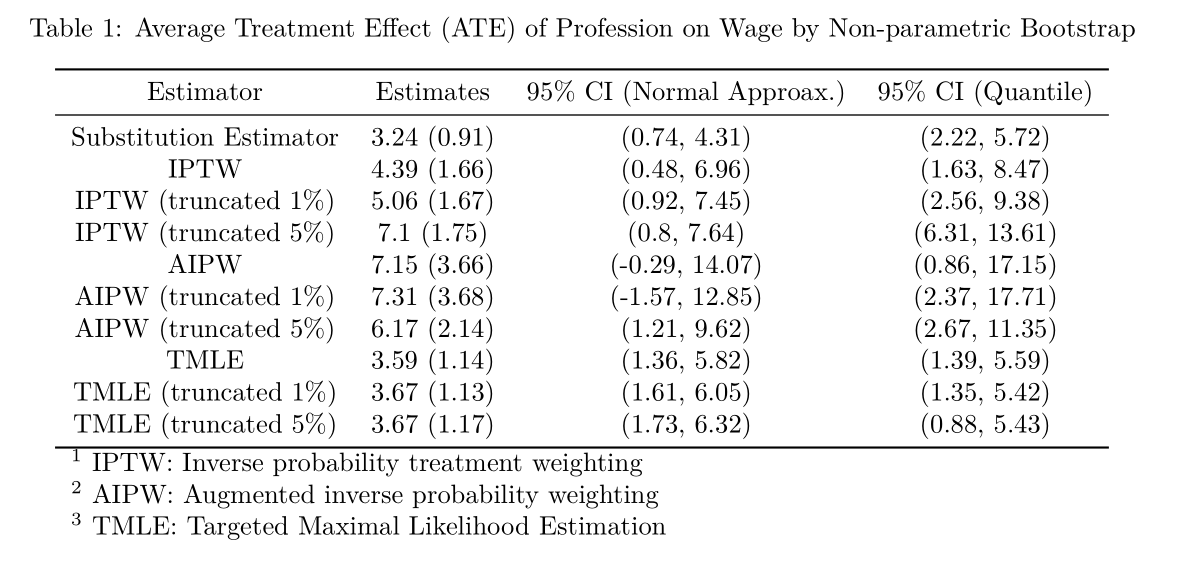 Table 1: Average Treatment Effect (ATE) of Profession on Wage by Non-parametric Bootstrap
Estimator Estimates 95% CI (Normal Approax.) 95% CI (Quantile)
Substitution Estimator 3.24 (0.91) (0.74, 4.31) (2.22, 5.72)
IPTW 4.39 (1.66) (0.48, 6.96) (1.63, 8.47)
IPTW (truncated 1%) 5.06 (1.67) (0.92, 7.45) (2.56, 9.38)
IPTW (truncated 5%) 7.1 (1.75) (0.8, 7.64) (6.31, 13.61)
AIPW 7.15 (3.66) (-0.29, 14.07) (0.86, 17.15)
AIPW (truncated 1%) 7.31 (3.68) (-1.57, 12.85) (2.37, 17.71)
AIPW (truncated 5%) 6.17 (2.14) (1.21, 9.62) (2.67, 11.35)
TMLE 3.59 (1.14) (1.36, 5.82) (1.39, 5.59)
TMLE (truncated 1%) 3.67 (1.13) (1.61, 6.05) (1.35, 5.42)
TMLE (truncated 5%) 3.67 (1.17) (1.73, 6.32) (0.88, 5.43)
¹ IPTW: Inverse probability treatment weighting
² AIPW: Augmented inverse probability weighting
³ TMLE: Targeted Maximal Likelihood Estimation